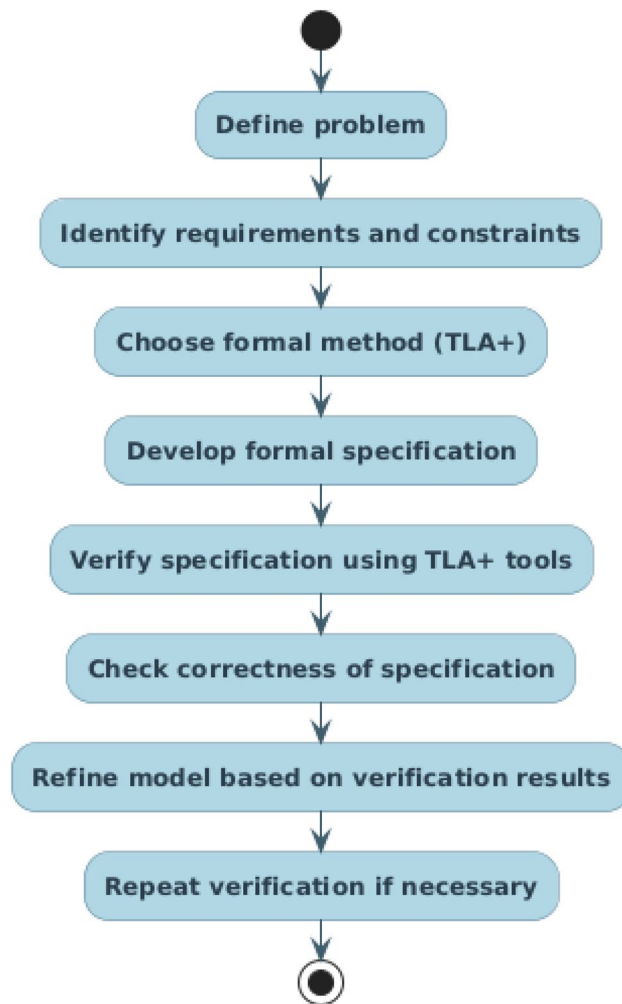 Define problem
Identify requirements and constraints
Choose formal method (TLA+)
Develop formal specification
Verify specification using TLA+ tools
Check correctness of specification
Refine model based on verification results
Repeat verification if necessary